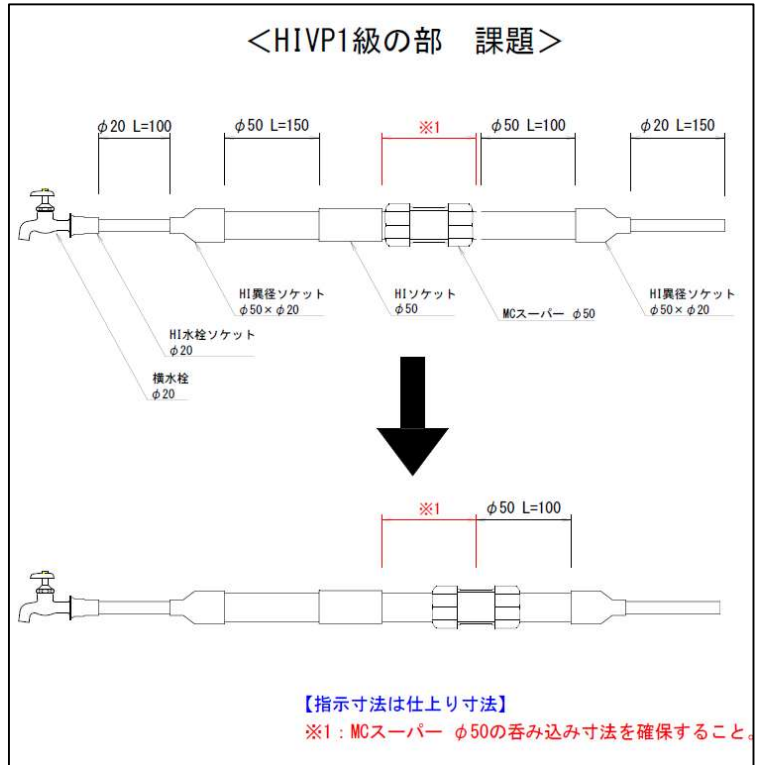 ＜HIVP1級の部　課題＞
φ20 L=100
φ50 L=150
※1
φ50 L=100
φ20 L=150
HI異径ソケット
φ50×φ20
HIソケット
φ50
MCスーパー φ50
HI異径ソケット
φ50×φ20
HI水栓ソケット
φ20
横水栓
φ20
※1
φ50 L=100
【指示寸法は仕上り寸法】
※1：MCスーパー φ50の呑み込み寸法を確保すること。